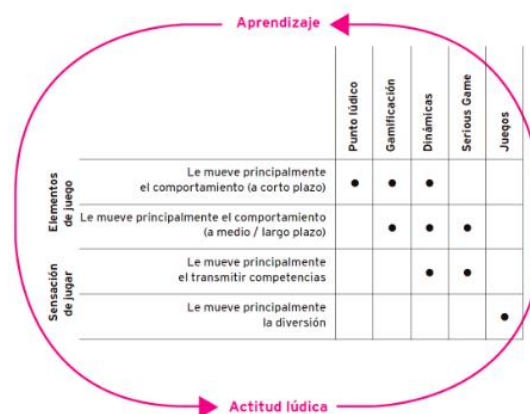 Aprendizaje
Punto lúdico
Gamificación
Dinámicas
Serious Game
Juegos
Elementos
de juego
Le mueve principalmente
el comportamiento (a corto plazo)
Le mueve principalmente el comportamiento
(a medio / largo plazo)
Sensación
de jugar
Le mueve principalmente
el transmitir competencias
Le mueve principalmente
la diversión
Actitud lúdica